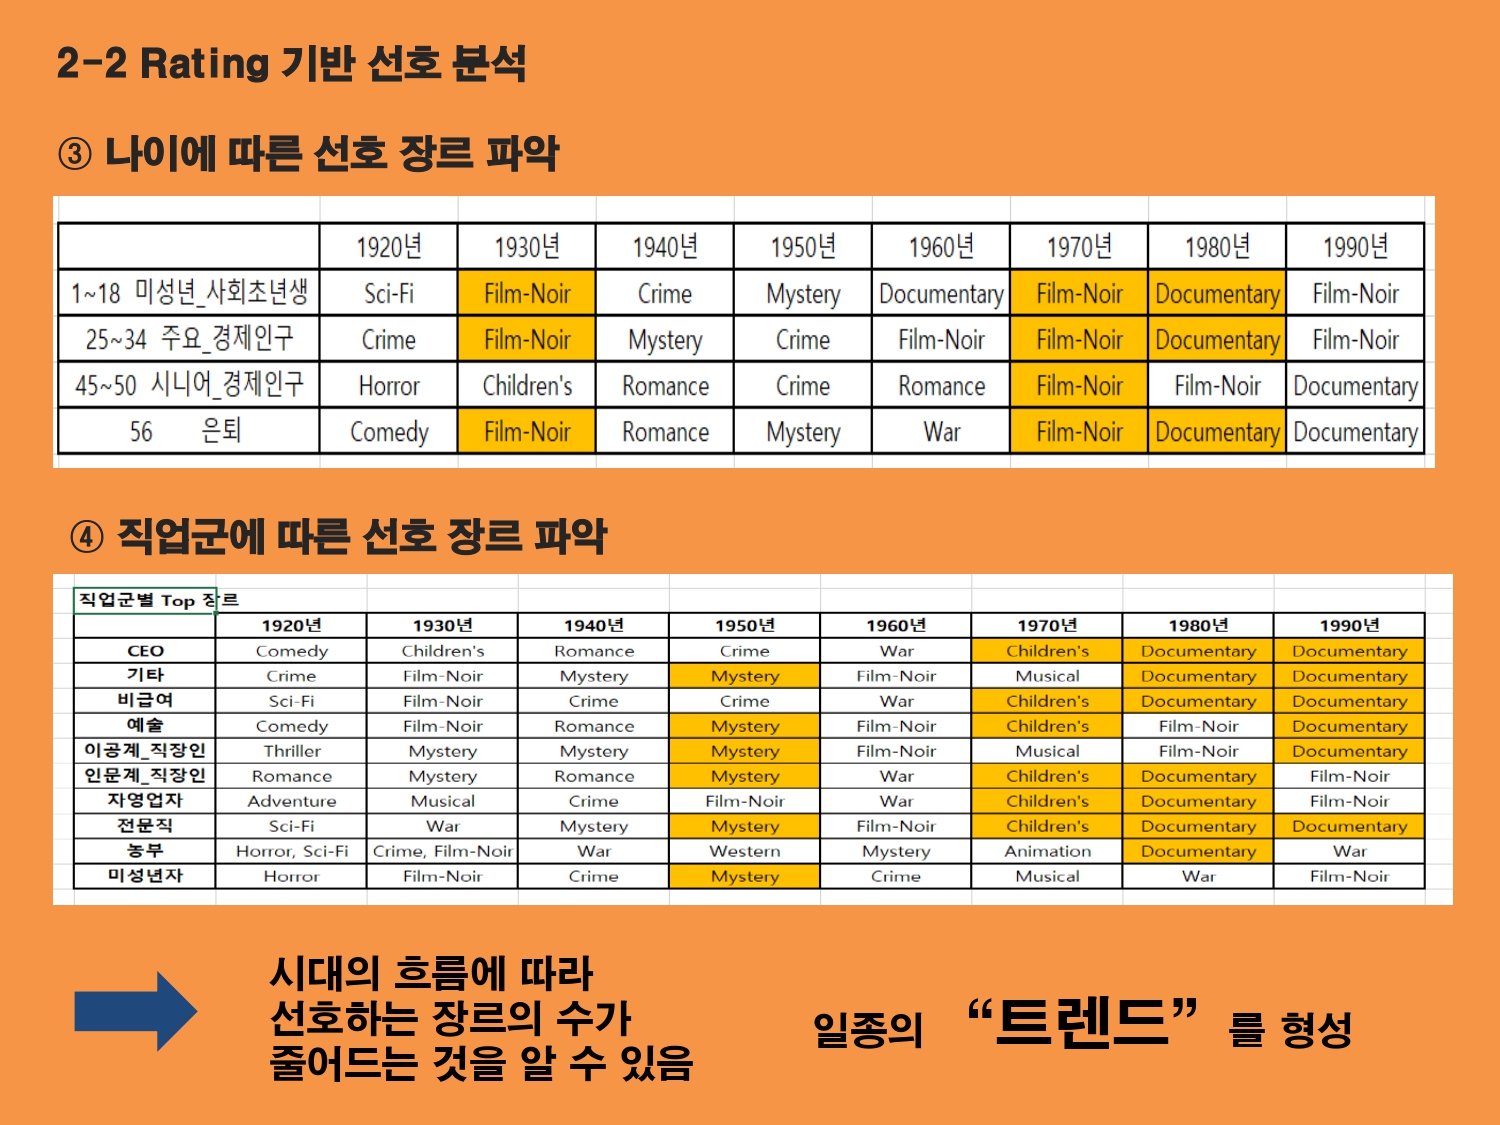 2-2 Rating 기반 선호 분석
③ 나이에 따른 선호 장르 파악
1920년 1930년 1940년 1950년 1960년 1970년 1980년 1990년
1~18 미성년_사회초년생 Sci-Fi Film-Noir Crime Mystery Documentary Film-Noir Documentary Film-Noir
25~34 주요_경제인구 Crime Film-Noir Mystery Crime Film-Noir Film-Noir Documentary Film-Noir
45~50 시니어_경제인구 Horror Children's Romance Crime Romance Film-Noir Film-Noir Documentary
56 은퇴 Comedy Film-Noir Romance Mystery War Film-Noir Documentary Documentary
④ 직업군에 따른 선호 장르 파악
직업군별 Top 장르
1920년 1930년 1940년 1950년 1960년 1970년 1980년 1990년
CEO Comedy Children's Romance Crime War Children's Documentary Documentary
기타 Crime Film-Noir Mystery Mystery Film-Noir Musical Documentary Documentary
비급여 Sci-Fi Film-Noir Crime Crime War Children's Documentary Documentary
예술 Comedy Film-Noir Romance Mystery Film-Noir Children's Film-Noir Documentary
이공계_직장인 Thriller Mystery Mystery Mystery Film-Noir Musical Film-Noir Documentary
인문계_직장인 Romance Mystery Romance Mystery War Children's Documentary Film-Noir
자영업자 Adventure Musical Crime Film-Noir War Children's Documentary Film-Noir
전문직 Sci-Fi War Mystery Mystery Film-Noir Children's Documentary Documentary
농부 Horror, Sci-Fi Crime, Film-Noir War Western Mystery Animation Documentary War
미성년자 Horror Film-Noir Crime Mystery Crime Musical War Film-Noir
시대의 흐름에 따라
선호하는 장르의 수가
줄어드는 것을 알 수 있음
일종의 “트렌드” 를 형성